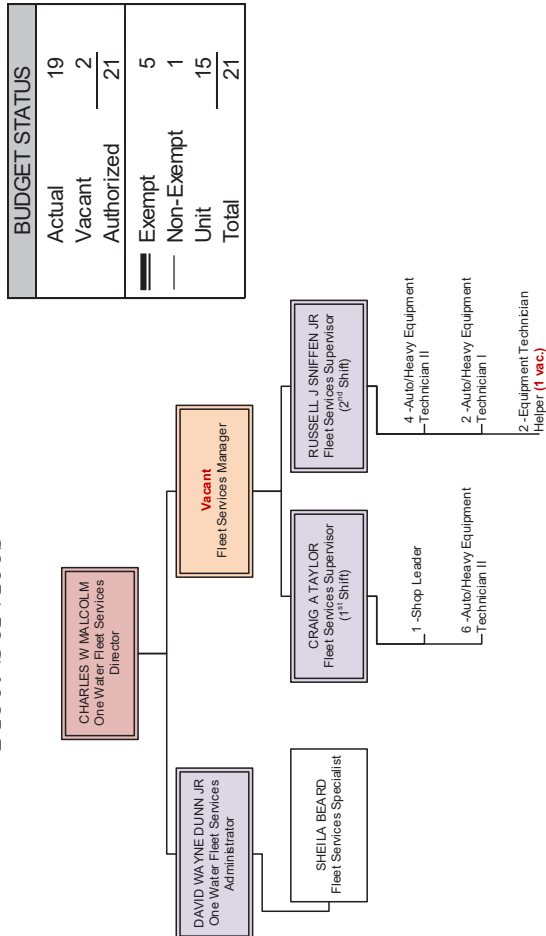 BUDGET STATUS
Actual 19
Vacant 2
Authorized 21
Exempt 5
Non-Exempt 1
Unit 15
Total 21
CHARLES W MALCOLM
One Water Fleet Services
Director
DAVID WAYNE DUNN JR
One Water Fleet Services
Administrator
Vacant
Fleet Services Manager
SHEILA BEARD
Fleet Services Specialist
CRAIG A TAYLOR
Fleet Services Supervisor
(1st Shift)
RUSSELL J SNIFFEN JR
Fleet Services Supervisor
(2nd Shift)
1 -Shop Leader
6 -Auto/Heavy Equipment
Technician II
4 -Auto/Heavy Equipment
Technician II
2 -Auto/Heavy Equipment
Technician I
2 -Equipment Technician
Helper (1 vac.)